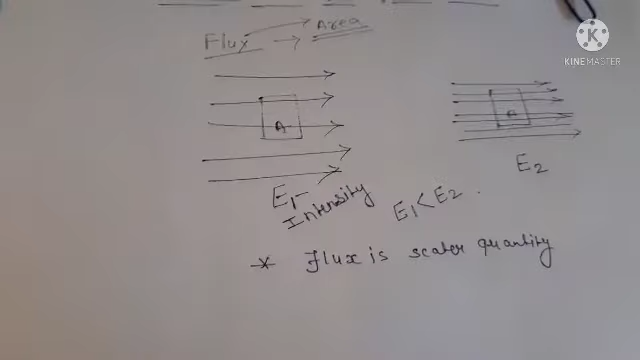 Flux → Area
K
KINEMASTER
A
A
E1 -
Intensity
E2
E1 < E2 .
* Flux is scaler quantity